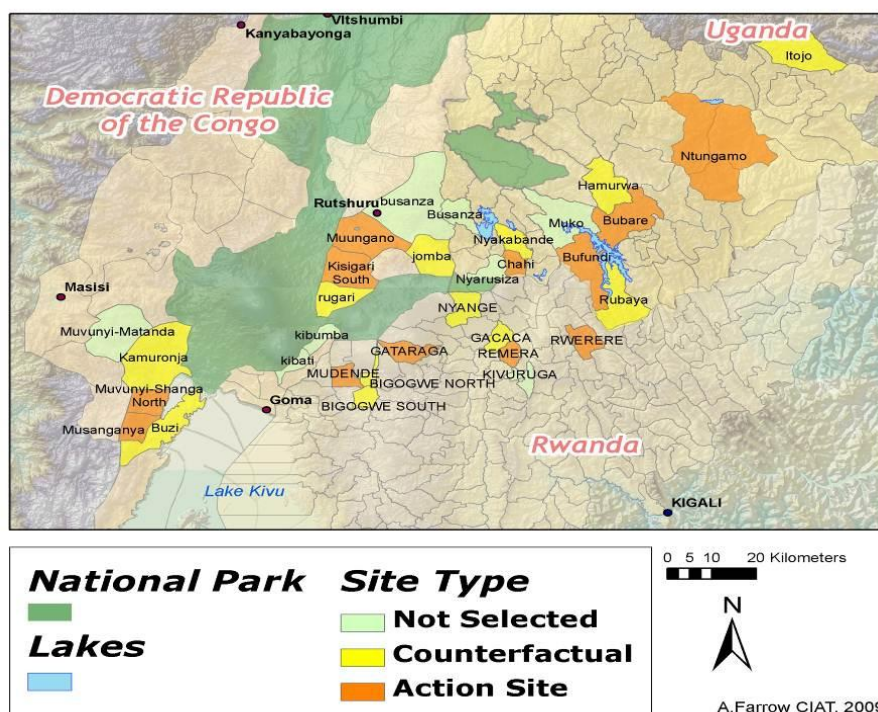 Vitshumbi
Kanyabayonga
Uganda
Itojo
Democratic Republic
of the Congo
Ntungamo
Hamurwa
Rutshuru
busanza
Busanza
Muko
Bubare
Muungano
Nyakabande
jomba
Chahi
Bufundi
Kisigari
South
Nyarusiza
Masisi
rugari
NYANGE
Rubaya
Muvunyi-Matanda
kibumba
GACACA
RWERERE
Kamuronja
kibati
GATARAGA
REMERA
MUDENDE
KIVURUGA
BIGOGWE NORTH
Muvunyi-Shanga
North
Goma
BIGOGWE SOUTH
Musanganya
Buzi
Rwanda
Lake Kivu
KIGALI
National Park
Lakes
Site Type
Not Selected
Counterfactual
Action Site
0 5 10 20 Kilometers
N
A.Farrow CIAT, 2009